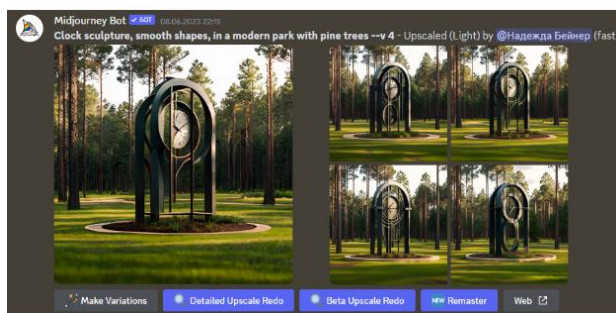 Midjourney Bot ✓ БОТ 08.06.2023 22:15
Clock sculpture, smooth shapes, in a modern park with pine trees --v 4 - Upscaled (Light) by @Надежда Бейнер (fast
Make Variations Detailed Upscale Redo Beta Upscale Redo NEW Remaster Web